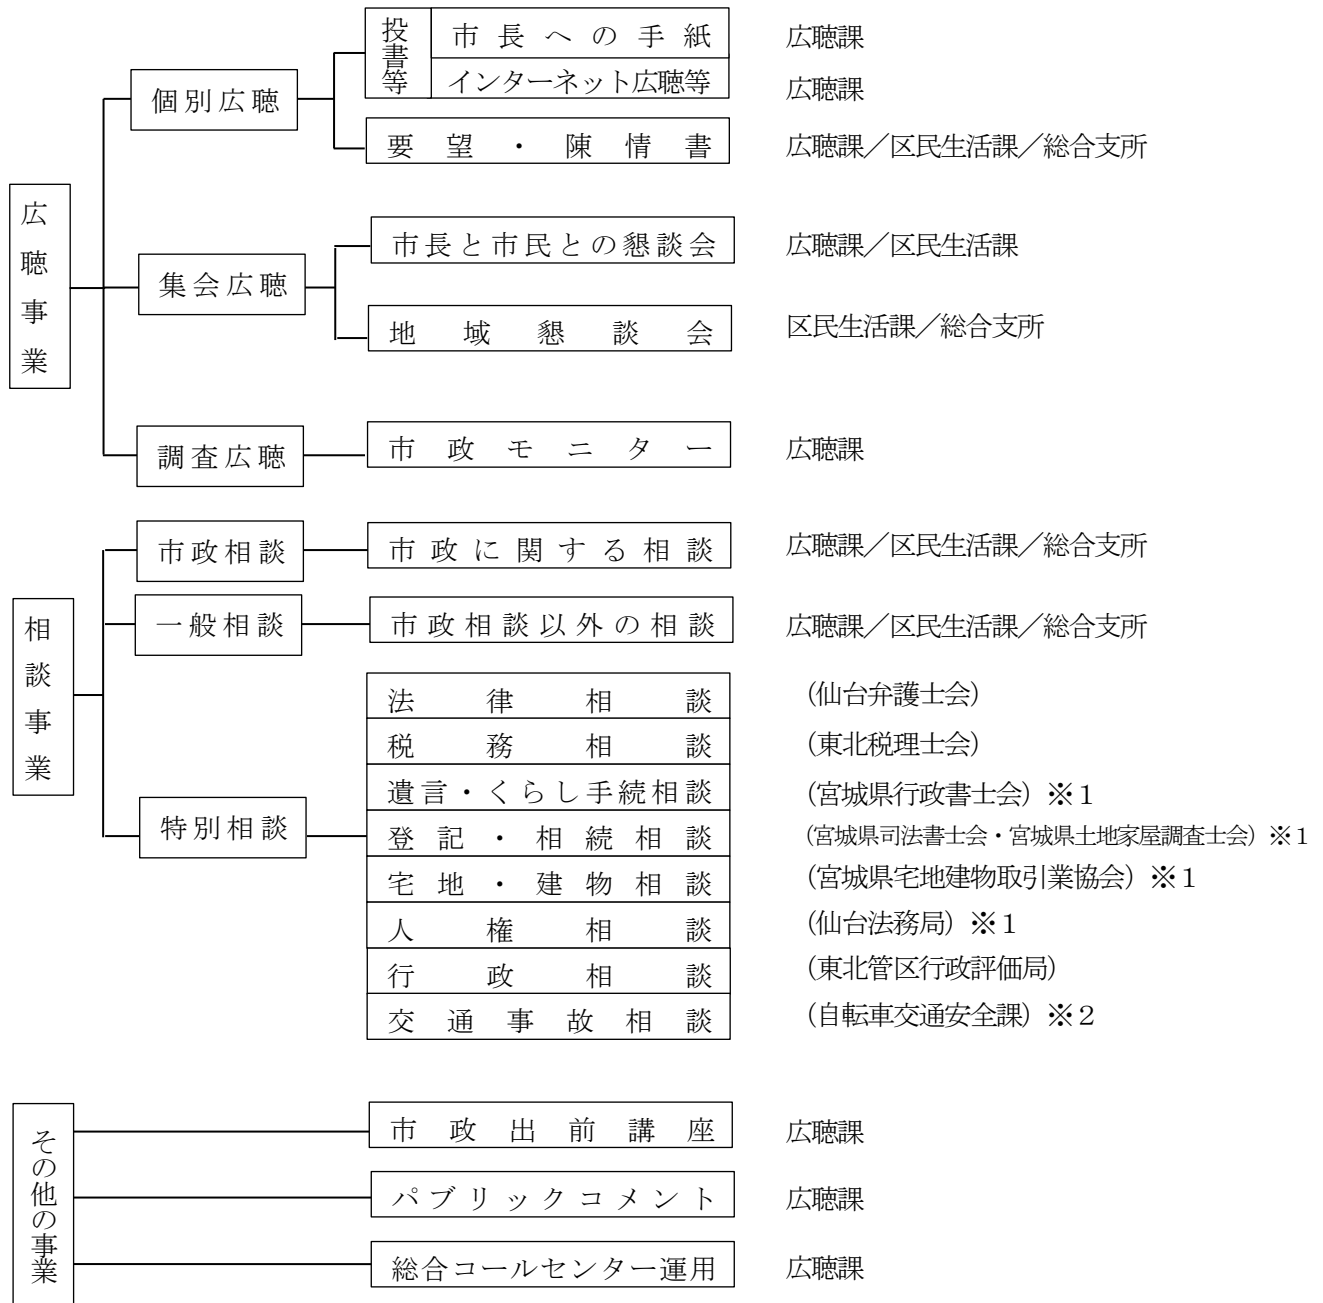 広聴事業
個別広聴
投書等
市長への手紙 広聴課
インターネット広聴等 広聴課
要望・陳情書 広聴課／区民生活課／総合支所
集会広聴
市長と市民との懇談会 広聴課／区民生活課
地域懇談会 区民生活課／総合支所
調査広聴 市政モニター 広聴課
相談事業
市政相談 市政に関する相談 広聴課／区民生活課／総合支所
一般相談 市政相談以外の相談 広聴課／区民生活課／総合支所
特別相談
法律相談 (仙台弁護士会)
税務相談 (東北税理士会)
遺言・くらし手続相談 (宮城県行政書士会) ※１
登記・相続相談 (宮城県司法書士会・宮城県土地家屋調査士会) ※１
宅地・建物相談 (宮城県宅地建物取引業協会) ※１
人権相談 (仙台法務局) ※１
行政相談 (東北管区行政評価局)
交通事故相談 (自転車交通安全課) ※２
その他の事業
市政出前講座 広聴課
パブリックコメント 広聴課
総合コールセンター運用 広聴課